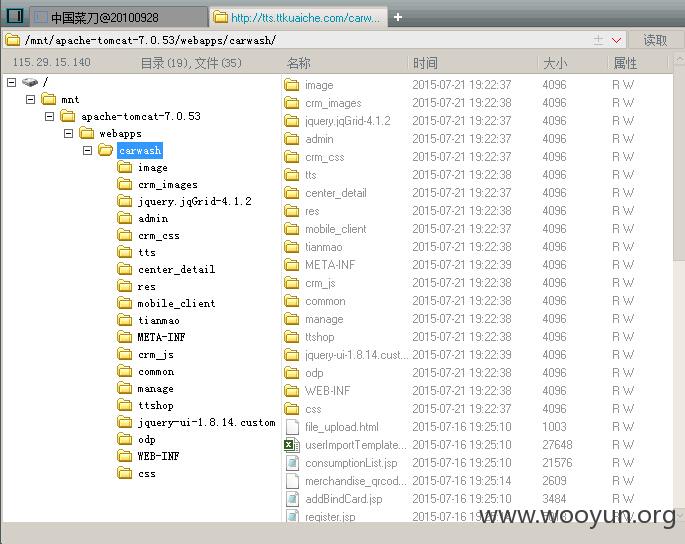 中国菜刀@20100928 http://tts.ttkuaiche.com/carw... +
/mnt/apache-tomcat-7.0.53/webapps/carwash/ 读取
115.29.15.140 目录(19),文件(35) 名称 时间 大小 属性
/
mnt
apache-tomcat-7.0.53
webapps
carwash
image
crm_images
jquery.jqGrid-4.1.2
admin
crm_css
tts
center_detail
res
mobile_client
tianmao
META-INF
crm_js
common
manage
ttshop
jquery-ui-1.8.14.custom
odp
WEB-INF
css
image 2015-07-21 19:22:37 4096 R W
crm_images 2015-07-21 19:22:38 4096 R W
jquery.jqGrid-4.1.2 2015-07-21 19:22:37 4096 R W
admin 2015-07-21 19:22:37 4096 R W
crm_css 2015-07-21 19:22:37 4096 R W
tts 2015-07-21 19:22:38 4096 R W
center_detail 2015-07-21 19:22:37 4096 R W
res 2015-07-21 19:22:38 4096 R W
mobile_client 2015-07-21 19:22:37 4096 R W
tianmao 2015-07-21 19:22:38 4096 R W
META-INF 2015-07-21 19:22:39 4096 R W
crm_js 2015-07-21 19:22:38 4096 R W
common 2015-07-21 19:22:38 4096 R W
manage 2015-07-21 19:22:38 4096 R W
ttshop 2015-07-21 19:22:38 4096 R W
jquery-ui-1.8.14.cust... 2015-07-21 19:22:39 4096 R W
odp 2015-07-21 19:22:38 4096 R W
WEB-INF 2015-07-21 19:22:39 4096 R W
css 2015-07-21 19:22:37 4096 R W
file_upload.html 2015-07-16 19:25:10 1003 R W
userImportTemplate... 2015-07-16 19:25:10 27648 R W
consumptionList.jsp 2015-07-16 19:25:10 21576 R W
merchandise_qrcod... 2015-07-16 19:25:14 2609 R W
addBindCard.jsp 2015-07-16 19:25:10 3484 R W
register.jsp 2015-07-16
www.wooyun.org